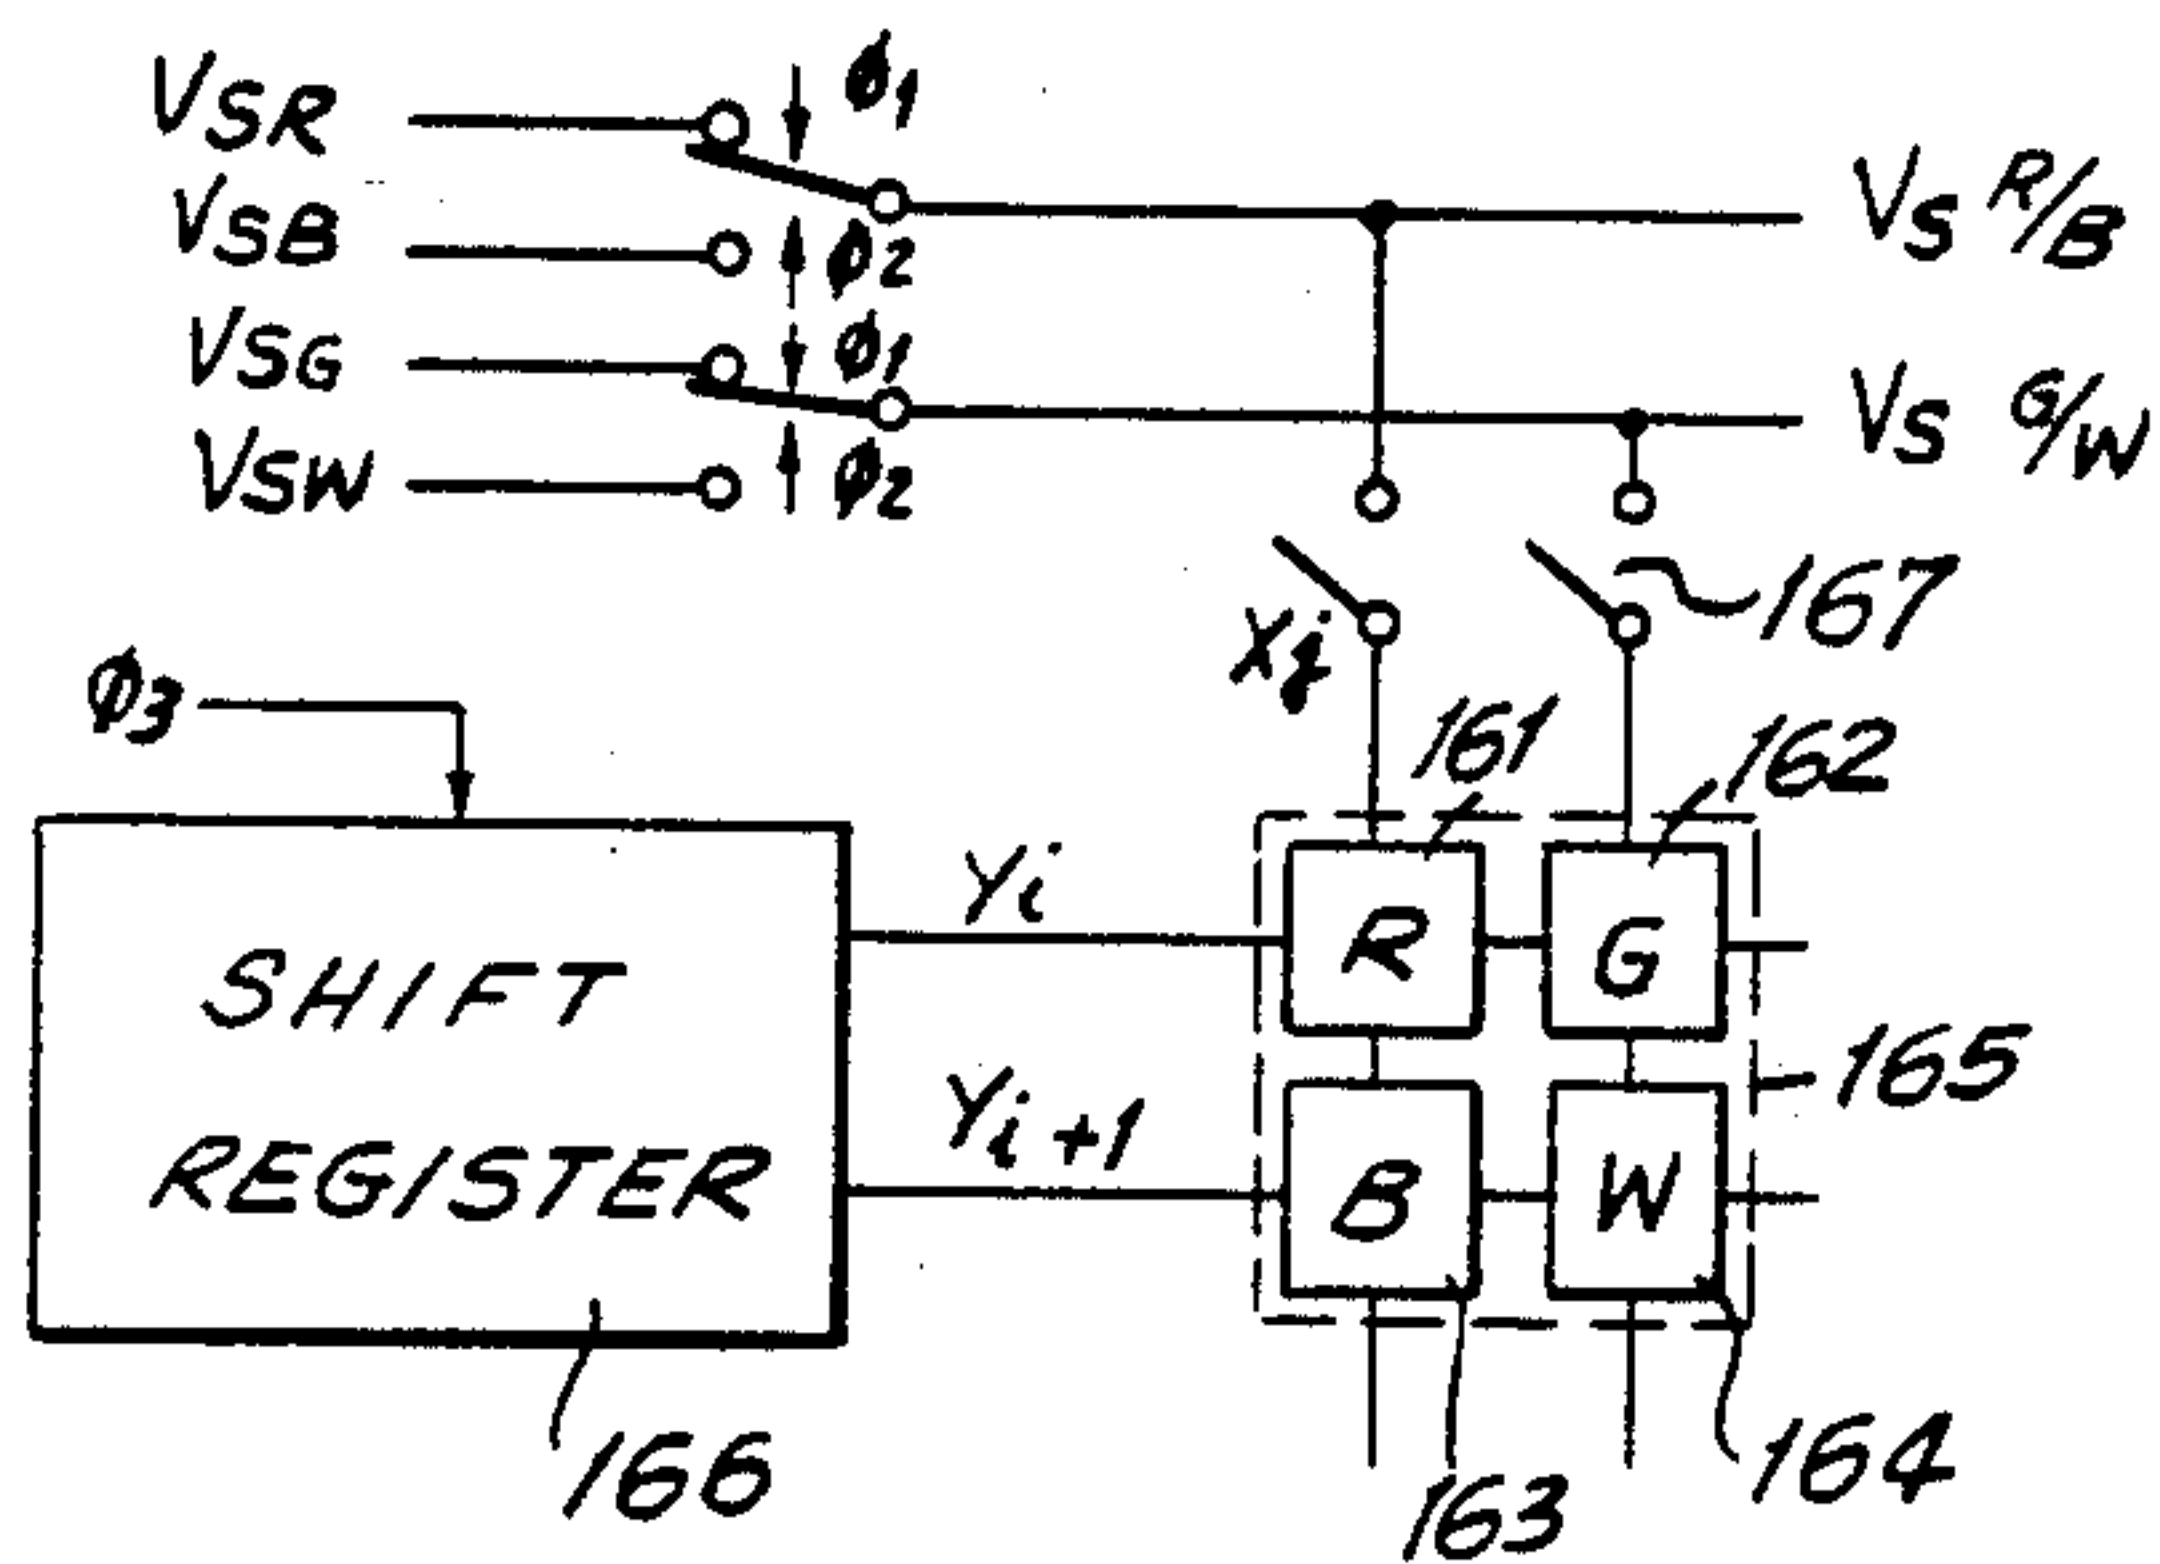 VSR
ϕ1
VSB
ϕ2
VS R/B
VSG
ϕ1
VSW
ϕ2
VS G/W
167
Xj
ϕ3
161
162
SHIFT
REGISTER
Yi
Yi+1
R
G
B
W
165
166
163
164